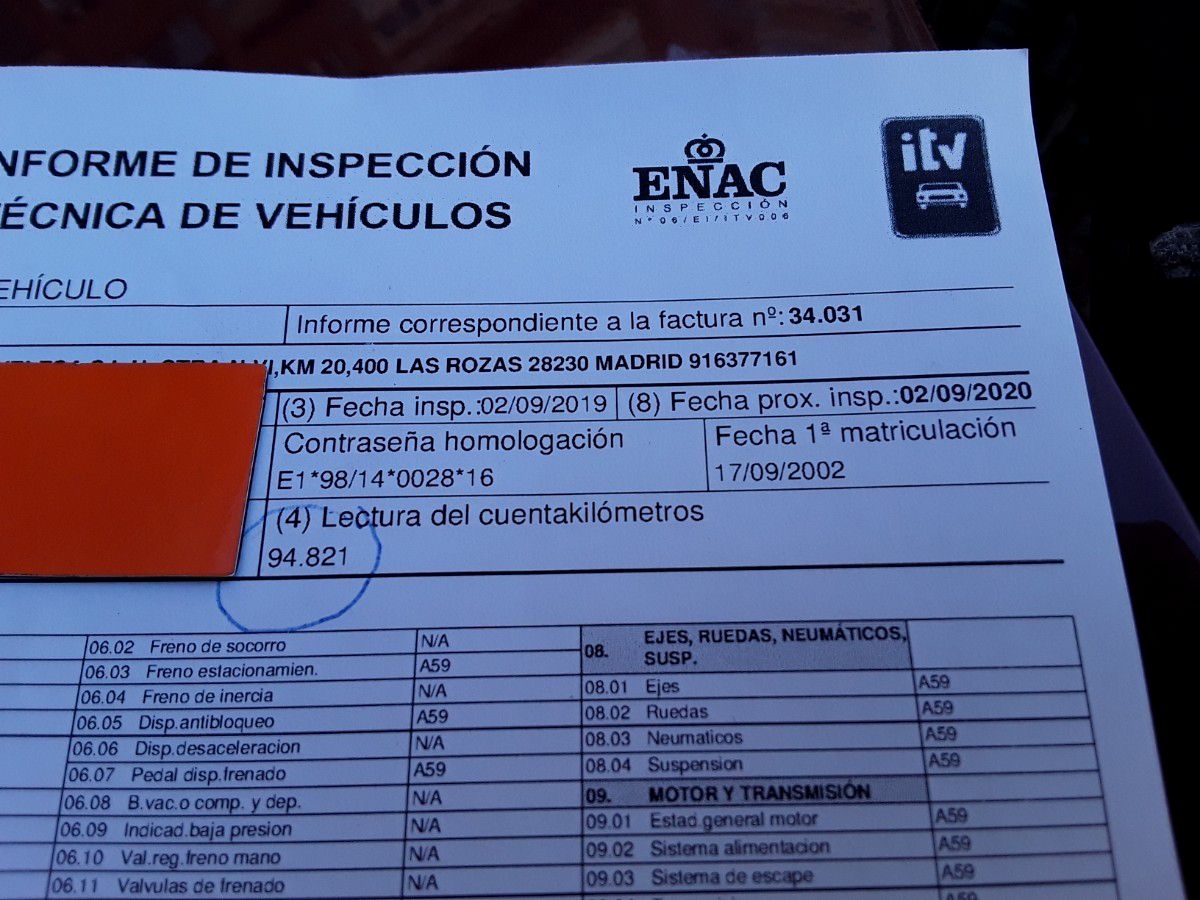 INFORME DE INSPECCIÓN
TÉCNICA DE VEHÍCULOS
ENAC
INSPECCIÓN
Nº 06/EI/ITV006
itv
EHÍCULO
Informe correspondiente a la factura nº: 34.031
KM 20,400 LAS ROZAS 28230 MADRID 916377161
(3) Fecha insp.:02/09/2019 (8) Fecha prox. insp.:02/09/2020
Contraseña homologación
E1*98/14*0028*16
Fecha 1ª matriculación
17/09/2002
(4) Lectura del cuentakilómetros
94.821
06.02 Freno de socorro N/A
06.03 Freno estacionamien. A59
06.04 Freno de inercia N/A
06.05 Disp.antibloqueo A59
06.06 Disp.desaceleracion N/A
06.07 Pedal disp.frenado A59
06.08 B.vac.o comp. y dep. N/A
06.09 Indicad.baja presion N/A
06.10 Val.reg.freno mano N/A
06.11 Valvulas de frenado N/A
08. EJES, RUEDAS, NEUMÁTICOS,
SUSP.
08.01 Ejes A59
08.02 Ruedas A59
08.03 Neumaticos A59
08.04 Suspension A59
09. MOTOR Y TRANSMISIÓN
09.01 Estad.general motor A59
09.02 Sistema alimentacion A59
09.03 Sistema de escape A59
A59